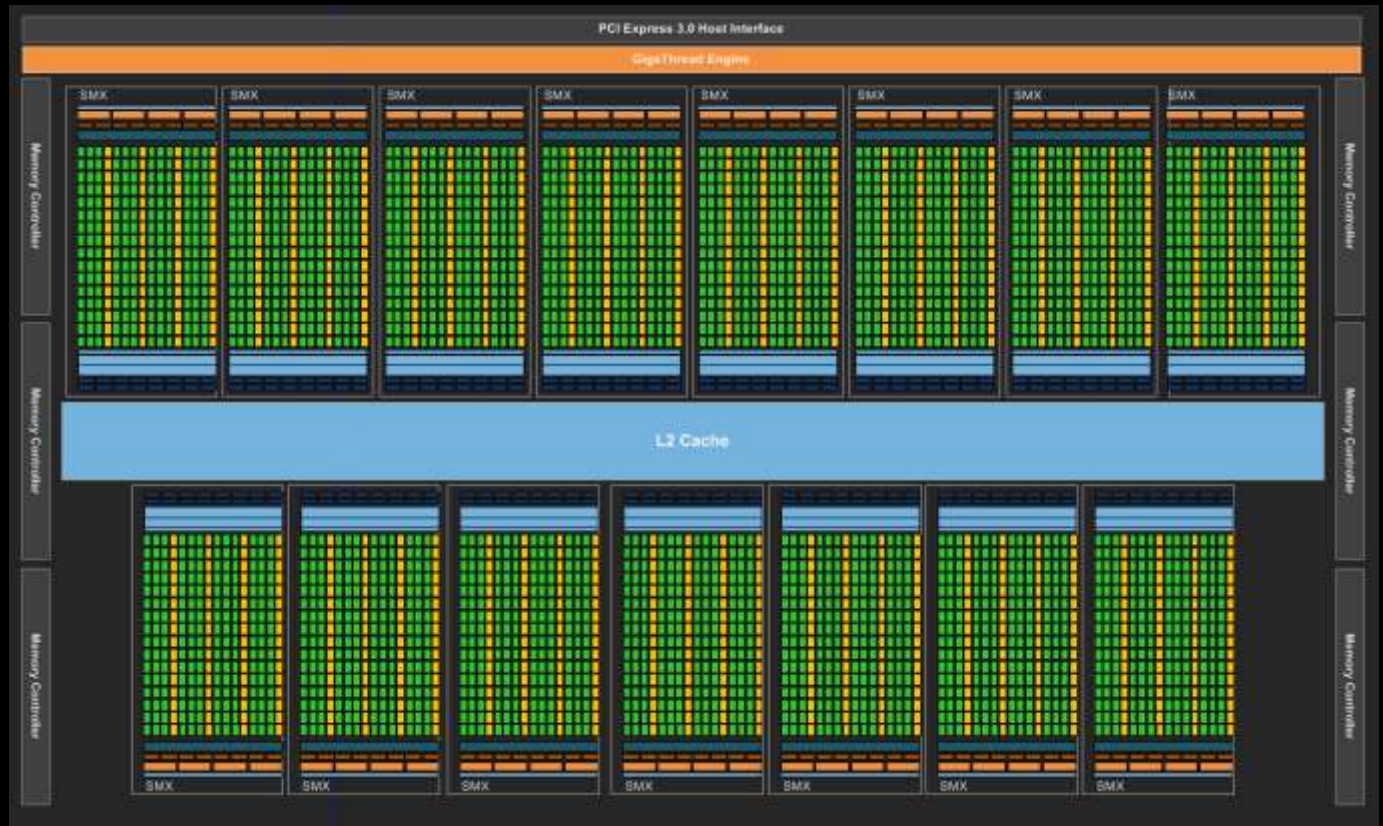 PCI Express 3.0 Host Interface
GigaThread Engine
SMX SMX SMX SMX SMX SMX SMX SMX
Memory Controller
Memory Controller
Memory Controller
Memory Controller
L2 Cache
Memory Controller
Memory Controller
SMX SMX SMX SMX SMX SMX SMX